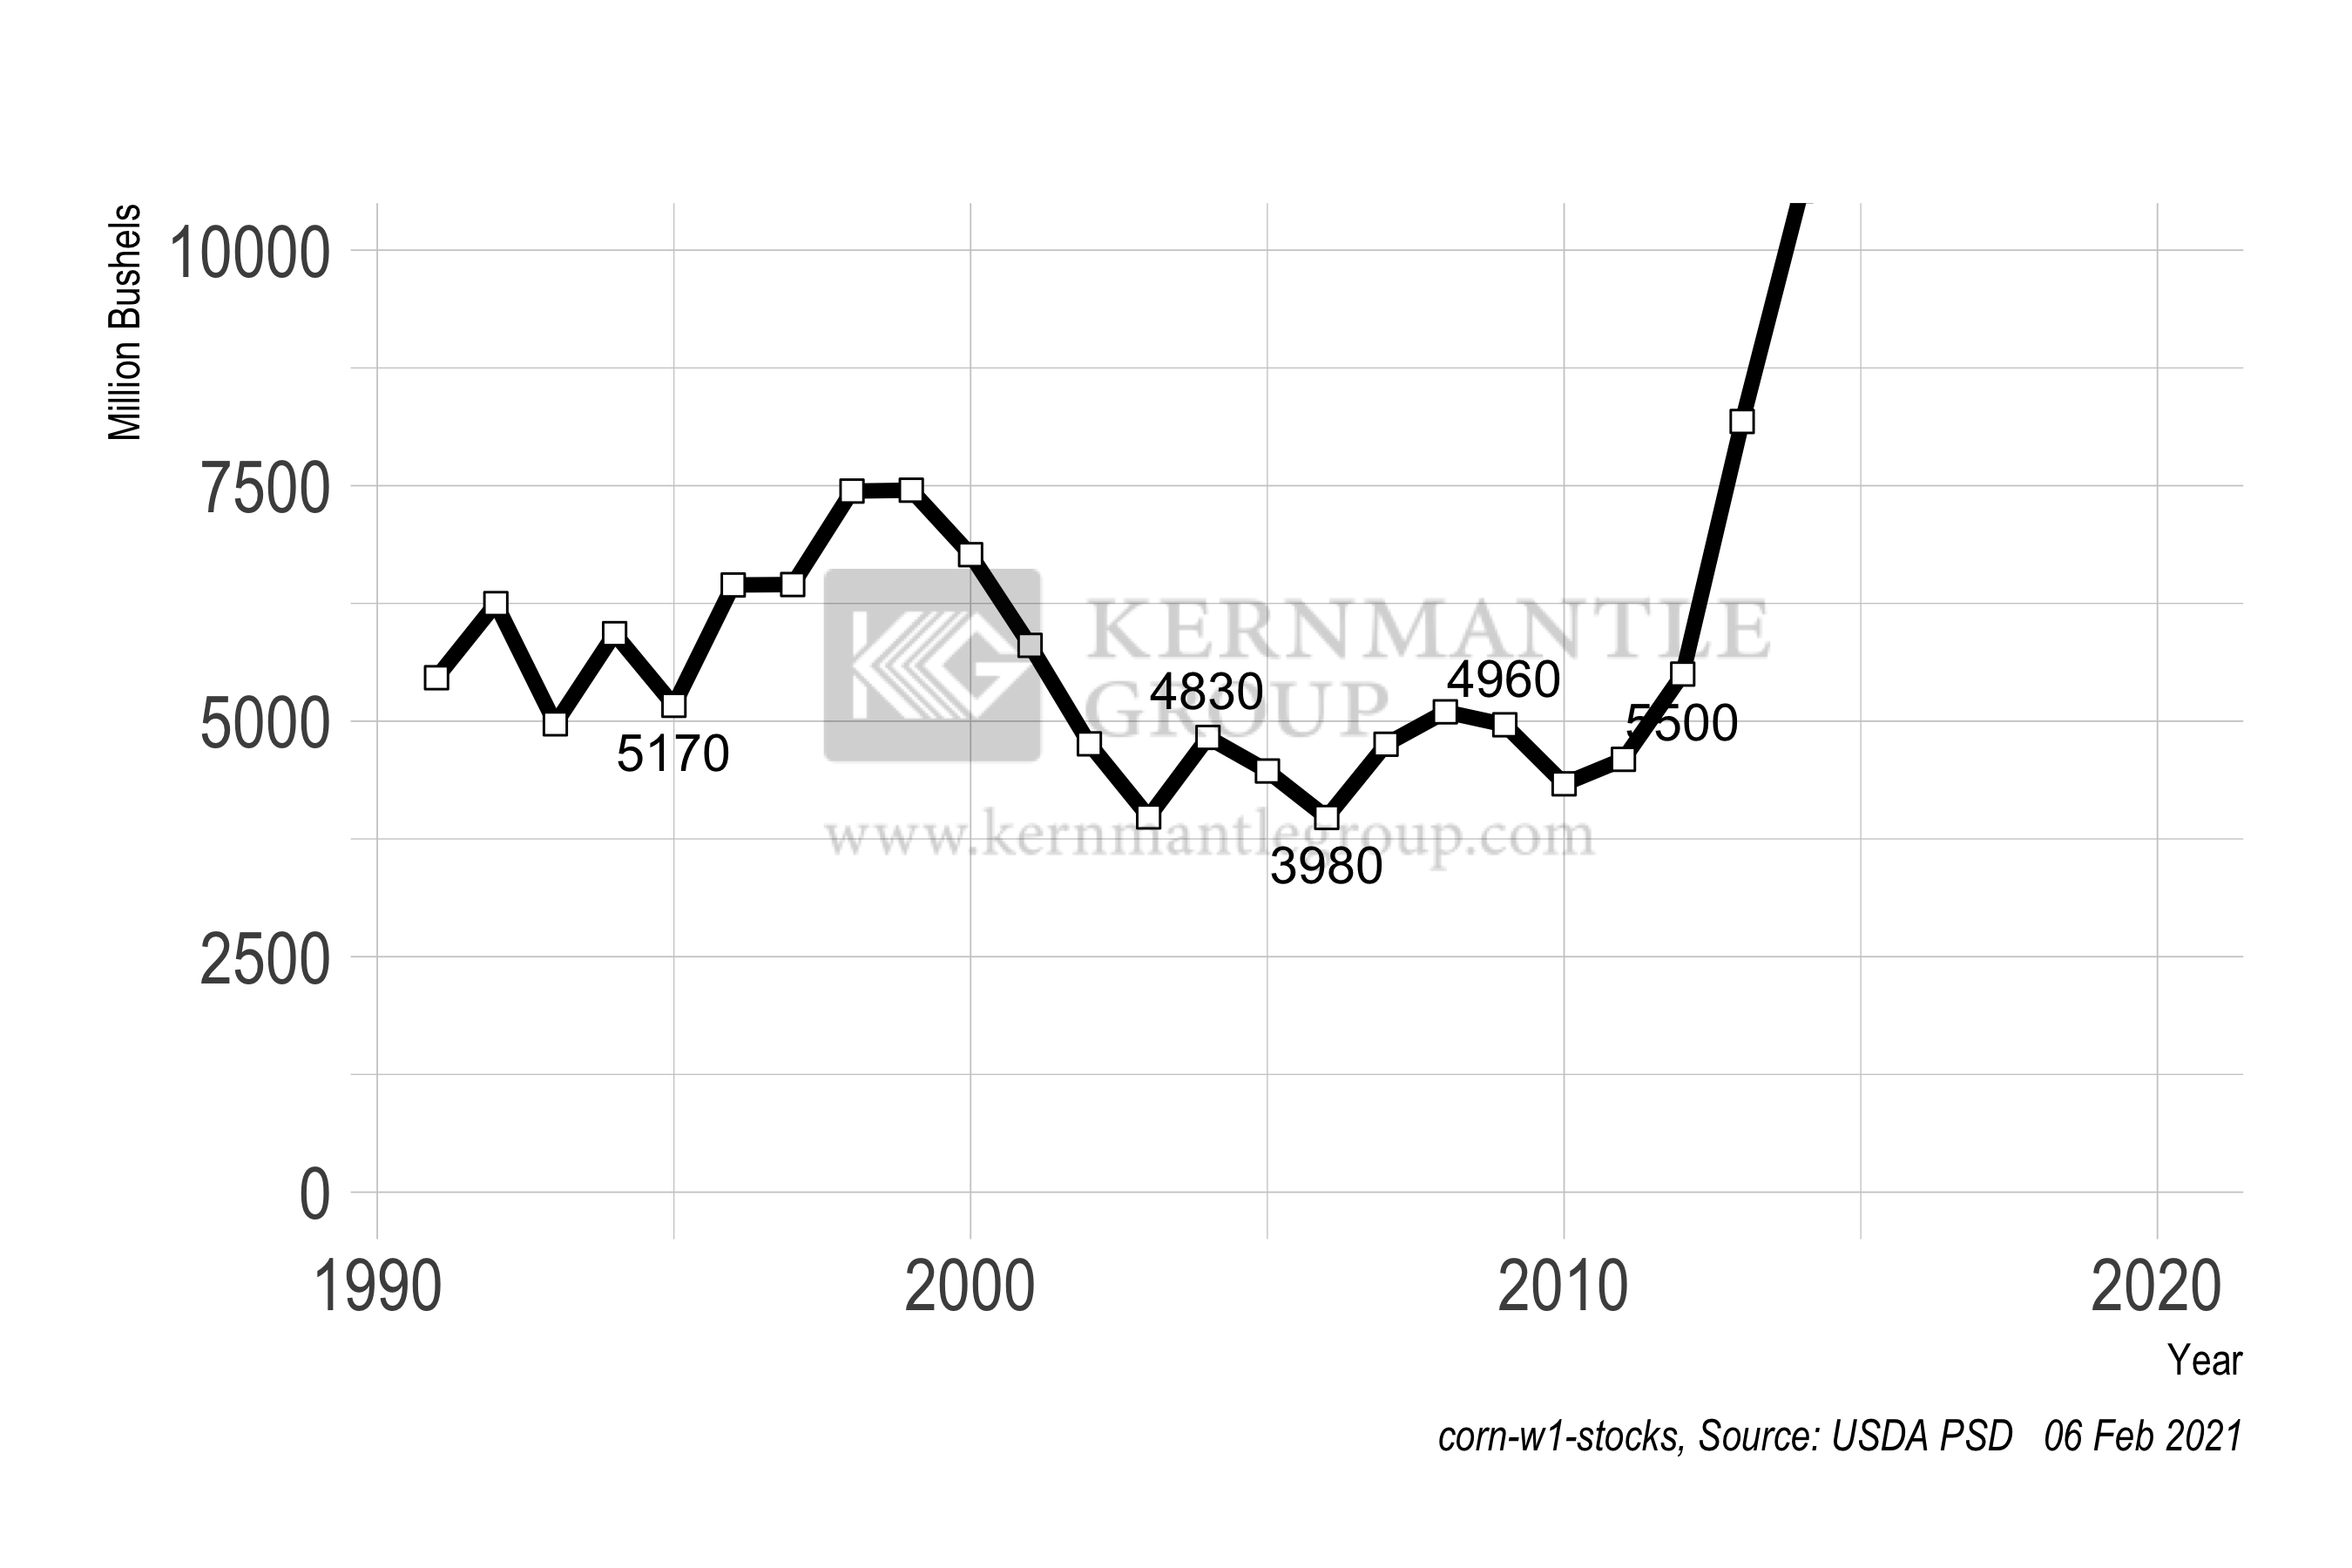 Million Bushels
10000
7500
5000
2500
0
KERNMANTLE
GROUP
www.kernmantlegroup.com
5170
4830
3980
4960
5500
1990 2000 2010 2020
Year
corn-w1-stocks, Source: USDA PSD 06 Feb 2021